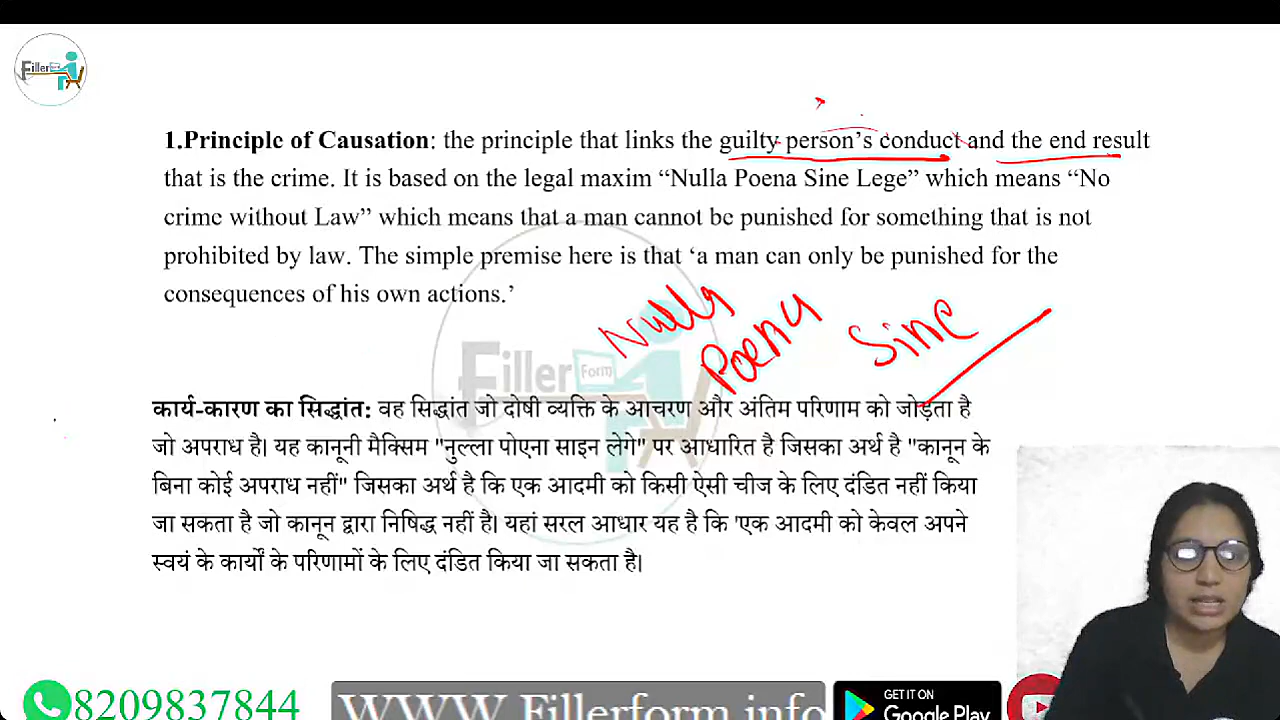 Fillerform
1.Principle of Causation: the principle that links the guilty person’s conduct and the end result
that is the crime. It is based on the legal maxim “Nulla Poena Sine Lege” which means “No
crime without Law” which means that a man cannot be punished for something that is not
prohibited by law. The simple premise here is that ‘a man can only be punished for the
consequences of his own actions.’
Nulla
Poena
Sine
Filler Form
कार्य-कारण का सिद्धांत: वह सिद्धांत जो दोषी व्यक्ति के आचरण और अंतिम परिणाम को जोड़ता है
जो अपराध है। यह कानूनी मैक्सिम "नुल्ला पोएना साइन लेगे" पर आधारित है जिसका अर्थ है "कानून के
बिना कोई अपराध नहीं" जिसका अर्थ है कि एक आदमी को किसी ऐसी चीज के लिए दंडित नहीं किया
जा सकता है जो कानून द्वारा निषिद्ध नहीं है। यहां सरल आधार यह है कि 'एक आदमी को केवल अपने
स्वयं के कार्यों के परिणामों के लिए दंडित किया जा सकता है।
8209837844
WWW.Fillerform.info
GET IT ON
Google Play